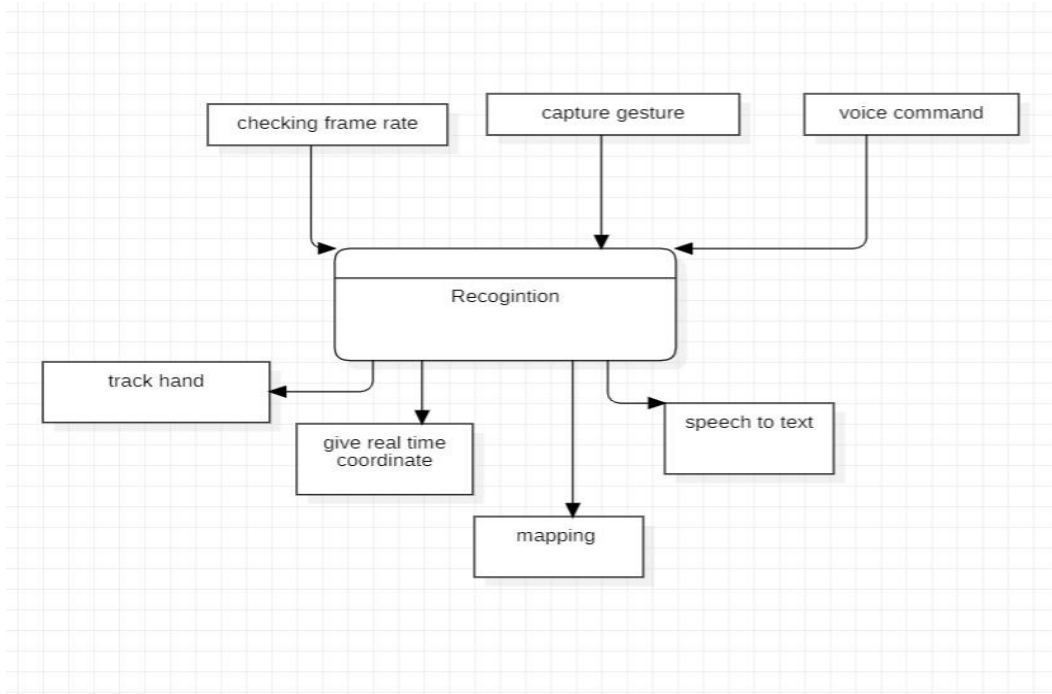 checking frame rate
capture gesture
voice command
Recogintion
track hand
give real time
coordinate
speech to text
mapping